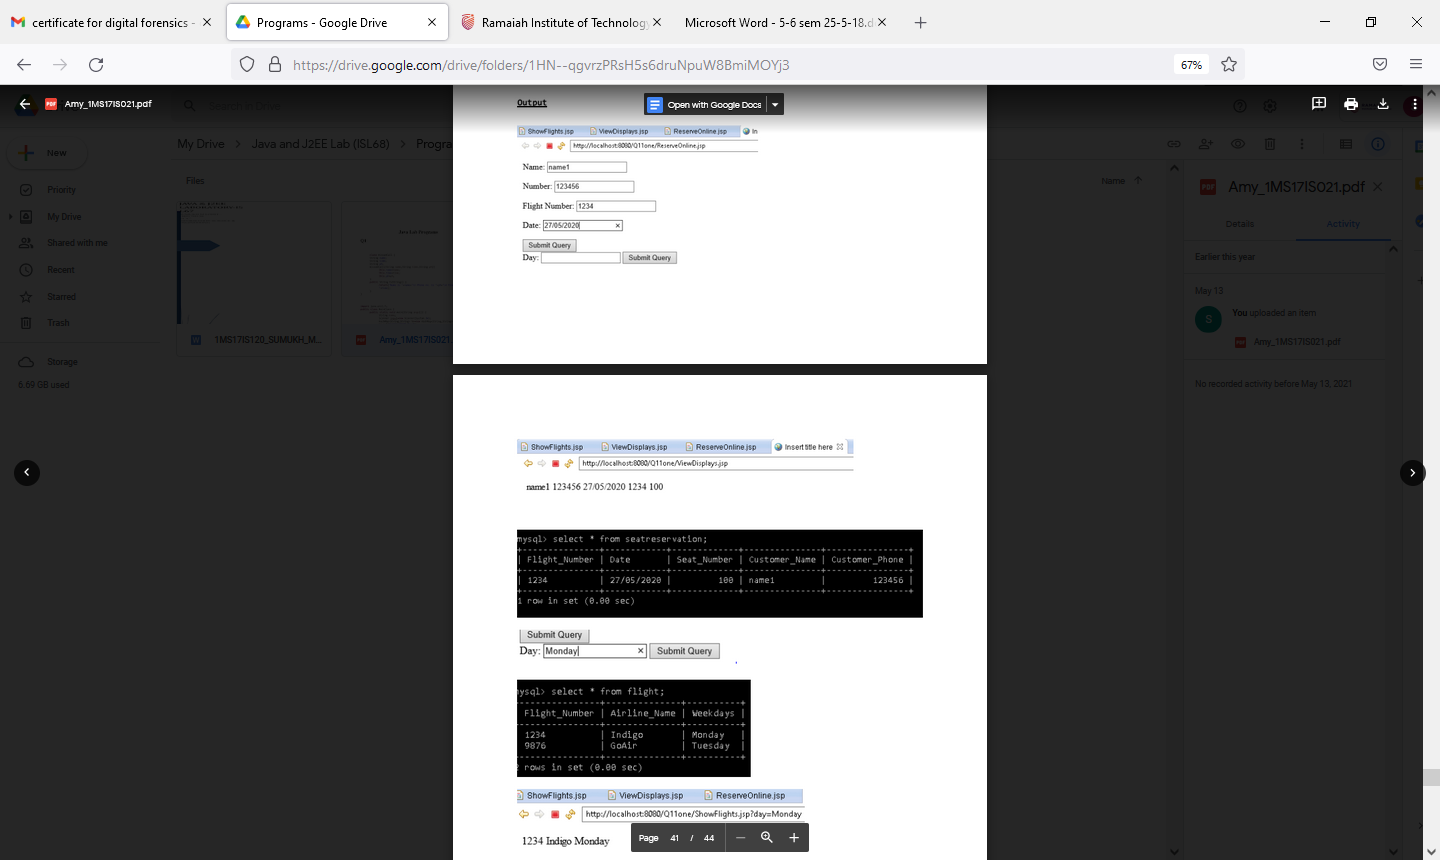 certificate for digital forensics -
Programs - Google Drive
Ramaiah Institute of Technology
Microsoft Word - 5-6 sem 25-5-18.d
https://drive.google.com/drive/folders/1HN--qgvrzPRsH5s6druNpuW8BmiMOYj3
67%
PDF Amy_1MS17IS021.pdf
Search in Drive
Open with Google Docs
New
My Drive
Java and J2EE Lab (ISL68)
Progra
Files
Name
Priority
My Drive
Shared with me
Recent
Starred
Trash
Storage
6.69 GB used
1MS17IS120_SUMUKH_M...
Amy_1MS17IS021
PDF Amy_1MS17IS021.pdf
Details
Activity
Earlier this year
May 13
S
You uploaded an item
Amy_1MS17IS021.pdf
No recorded activity before May 13, 2021
Output
ShowFlights.jsp ViewDisplays.jsp ReserveOnline.jsp In
http://localhost:8080/Q11one/ReserveOnline.jsp
Name: name1
Number: 123456
Flight Number: 1234
Date: 27/05/2020
Submit Query
Day: Submit Query
ShowFlights.jsp ViewDisplays.jsp ReserveOnline.jsp Insert title here
http://localhost:8080/Q11one/ViewDisplays.jsp
name1 123456 27/05/2020 1234 100
mysql> select * from seatreservation;
| Flight_Number | Date | Seat_Number | Customer_Name | Customer_Phone |
| 1234 | 27/05/2020 | 100 | name1 | 123456 |
1 row in set (0.00 sec)
Submit Query
Day: Monday Submit Query
ysql> select * from flight;
Flight_Number | Airline_Name | Weekdays |
1234 | Indigo | Monday |
9876 | GoAir | Tuesday |
rows in set (0.00 sec)
ShowFlights.jsp ViewDisplays.jsp ReserveOnline.jsp
http://localhost:8080/Q11one/ShowFlights.jsp?day=Monday
1234 Indigo Monday
Page 41 / 44